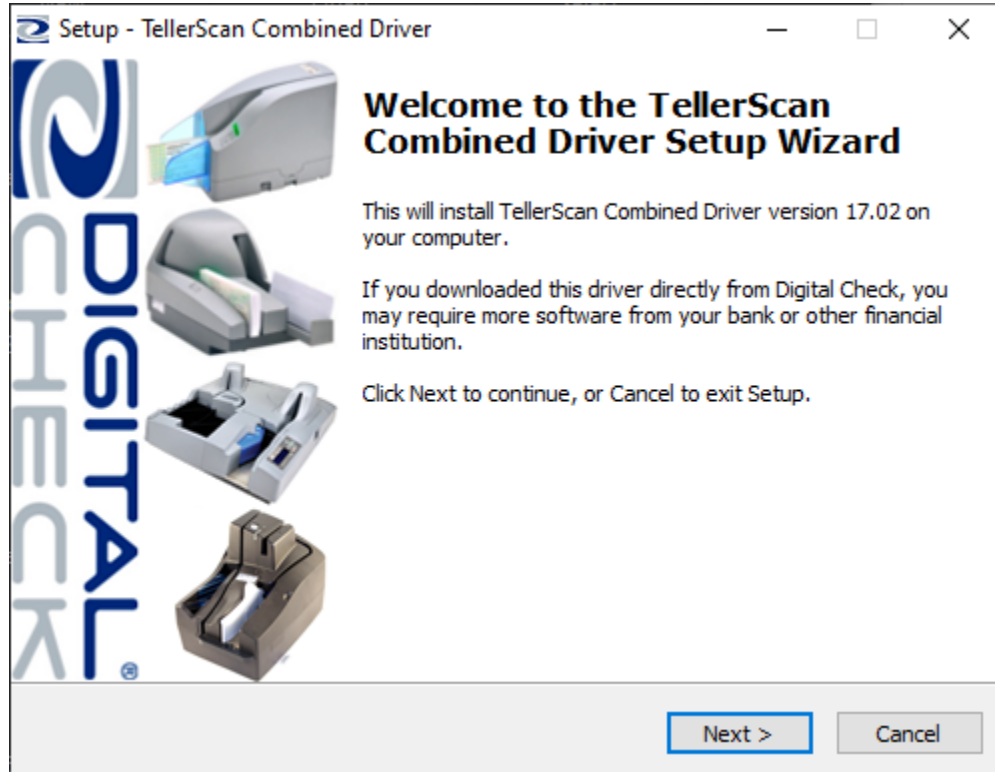 Setup - TellerScan Combined Driver
DIGITAL
CHECK
®
Welcome to the TellerScan
Combined Driver Setup Wizard
This will install TellerScan Combined Driver version 17.02 on
your computer.
If you downloaded this driver directly from Digital Check, you
may require more software from your bank or other financial
institution.
Click Next to continue, or Cancel to exit Setup.
Next >
Cancel